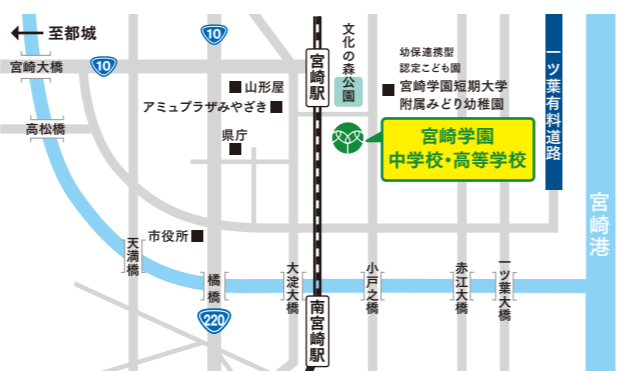 至都城
10
宮崎大橋
10
高松橋
山形屋
アミュプラザみやざき
県庁
宮崎駅
文化の森公園
幼保連携型
認定こども園
宮崎学園短期大学
附属みどり幼稚園
宮崎学園
中学校・高等学校
一ツ葉有料道路
宮崎港
市役所
天満橋
橘橋
大淀大橋
小戸之橋
赤江大橋
一ツ葉大橋
220
南宮崎駅